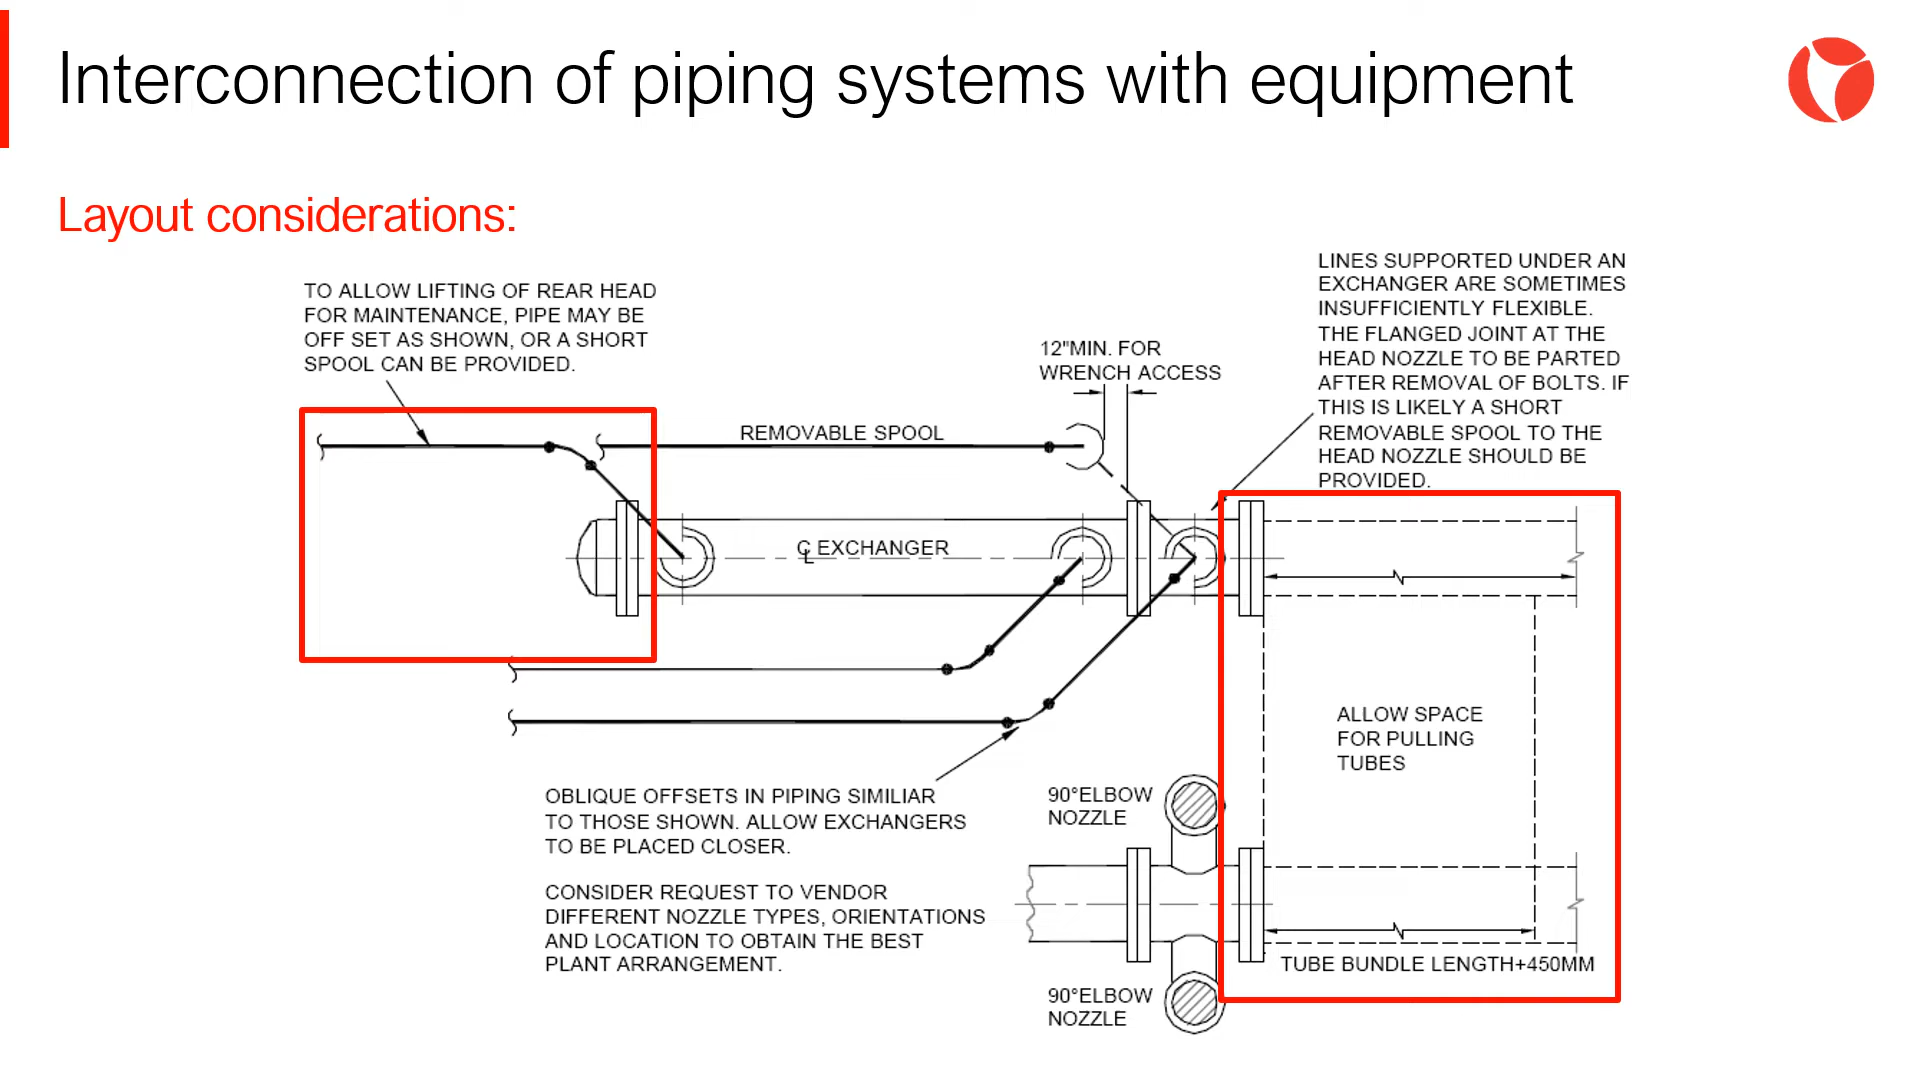 Interconnection of piping systems with equipment
Layout considerations:
TO ALLOW LIFTING OF REAR HEAD
FOR MAINTENANCE, PIPE MAY BE
OFF SET AS SHOWN, OR A SHORT
SPOOL CAN BE PROVIDED.
12"MIN. FOR
WRENCH ACCESS
LINES SUPPORTED UNDER AN
EXCHANGER ARE SOMETIMES
INSUFFICIENTLY FLEXIBLE.
THE FLANGED JOINT AT THE
HEAD NOZZLE TO BE PARTED
AFTER REMOVAL OF BOLTS. IF
THIS IS LIKELY A SHORT
REMOVABLE SPOOL TO THE
HEAD NOZZLE SHOULD BE
PROVIDED.
REMOVABLE SPOOL
℄ EXCHANGER
ALLOW SPACE
FOR PULLING
TUBES
OBLIQUE OFFSETS IN PIPING SIMILIAR
TO THOSE SHOWN. ALLOW EXCHANGERS
TO BE PLACED CLOSER.
CONSIDER REQUEST TO VENDOR
DIFFERENT NOZZLE TYPES, ORIENTATIONS
AND LOCATION TO OBTAIN THE BEST
PLANT ARRANGEMENT.
90°ELBOW
NOZZLE
TUBE BUNDLE LENGTH+450MM
90°ELBOW
NOZZLE